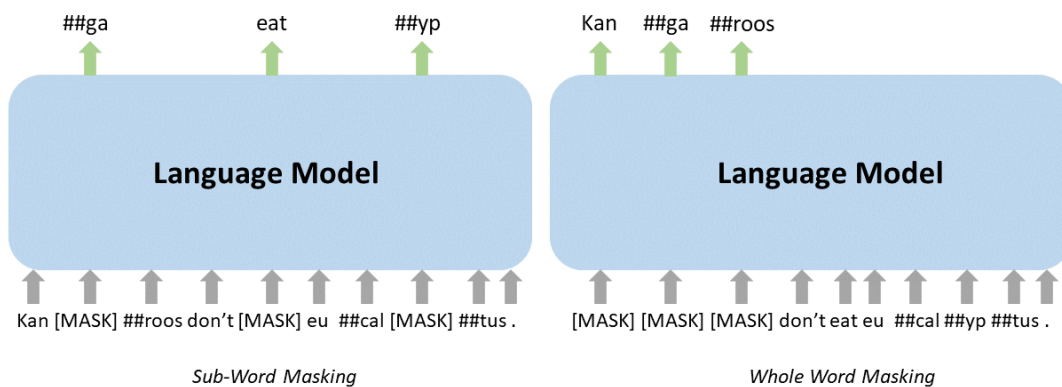 ##ga eat ##yp
Language Model
Kan [MASK] ##roos don't [MASK] eu ##cal [MASK] ##tus .
Sub-Word Masking
Kan ##ga ##roos
Language Model
[MASK] [MASK] [MASK] don't eat eu ##cal ##yp ##tus .
Whole Word Masking